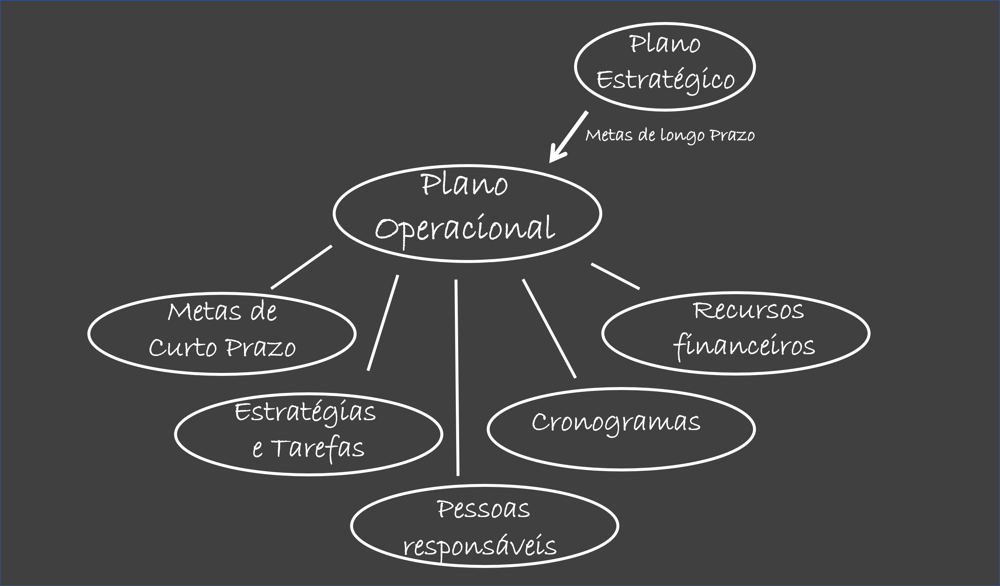 Plano
Estratégico
Metas de longo Prazo
Plano
Operacional
Metas de
Curto Prazo
Recursos
financeiros
Estratégias
e Tarefas
Cronogramas
Pessoas
responsáveis